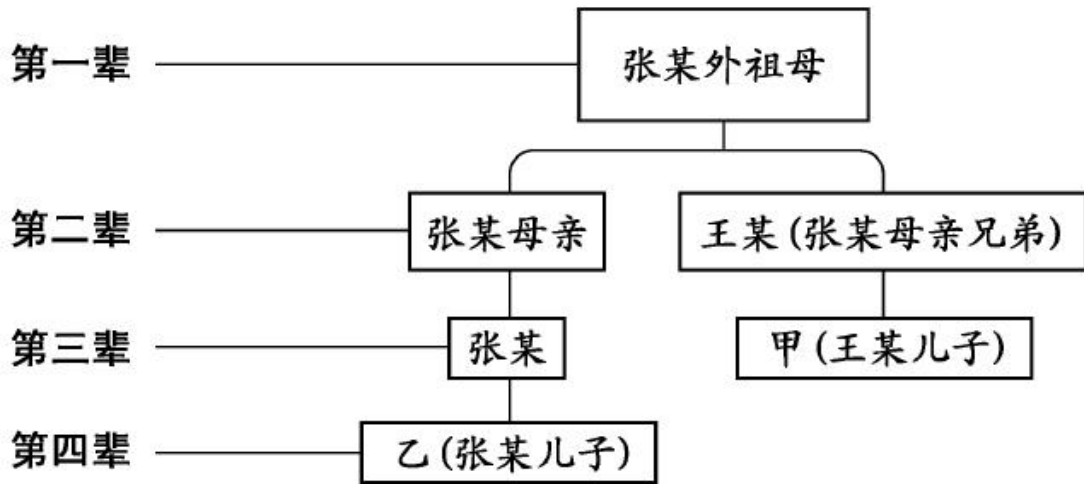 第一辈
张某外祖母
第二辈
张某母亲
王某(张某母亲兄弟)
第三辈
张某
甲(王某儿子)
第四辈
乙(张某儿子)